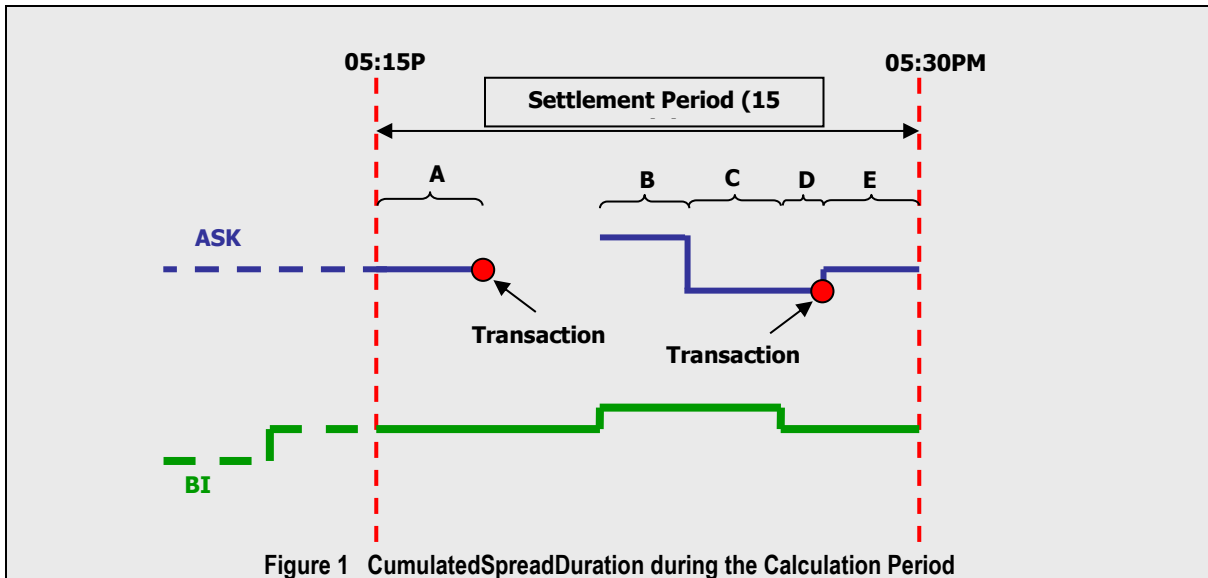 05:15P
05:30PM
Settlement Period (15
A
B
C
D
E
ASK
Transaction
Transaction
BI
Figure 1 CumulatedSpreadDuration during the Calculation Period